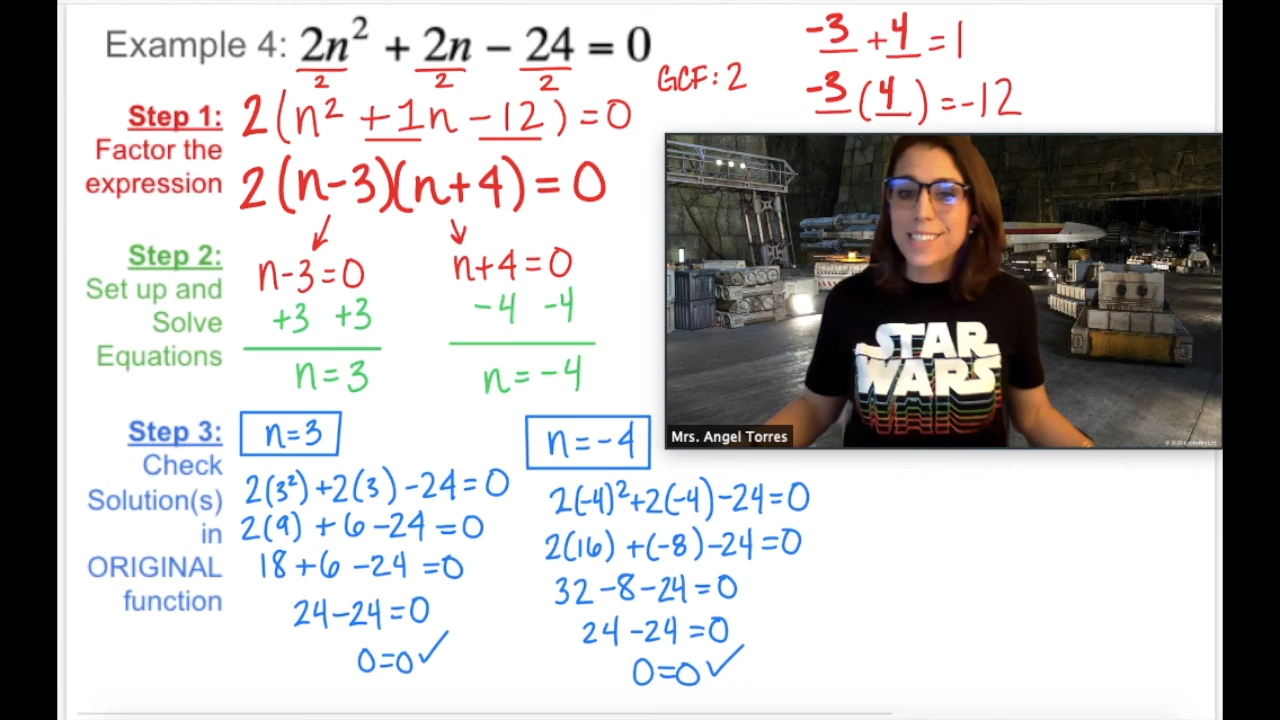 Example 4: 2n² + 2n − 24 = 0
2 2 2
GCF: 2
-3 + 4 = 1
-3 (4) = -12
Step 1:
Factor the
expression
2(n² +1n -12) = 0
2(n-3)(n+4) = 0
Step 2:
Set up and
Solve
Equations
n-3=0
+3 +3
n=3
n+4=0
-4 -4
n=-4
Step 3:
Check
Solution(s)
in
ORIGINAL
function
n=3
2(3²)+2(3)-24=0
2(9)+6-24=0
18+6-24=0
24-24=0
0=0✓
n=-4
2(-4)²+2(-4)-24=0
2(16)+(-8)-24=0
32-8-24=0
24-24=0
0=0✓
STAR
WARS
Mrs. Angel Torres
© 2020 Lucasfilm Ltd.